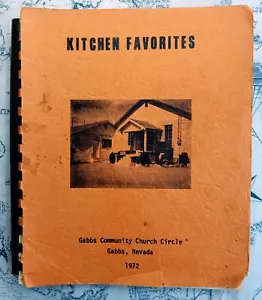 KITCHEN FAVORITES
Gabbs Community Church Circle
Gabbs, Nevada
1972